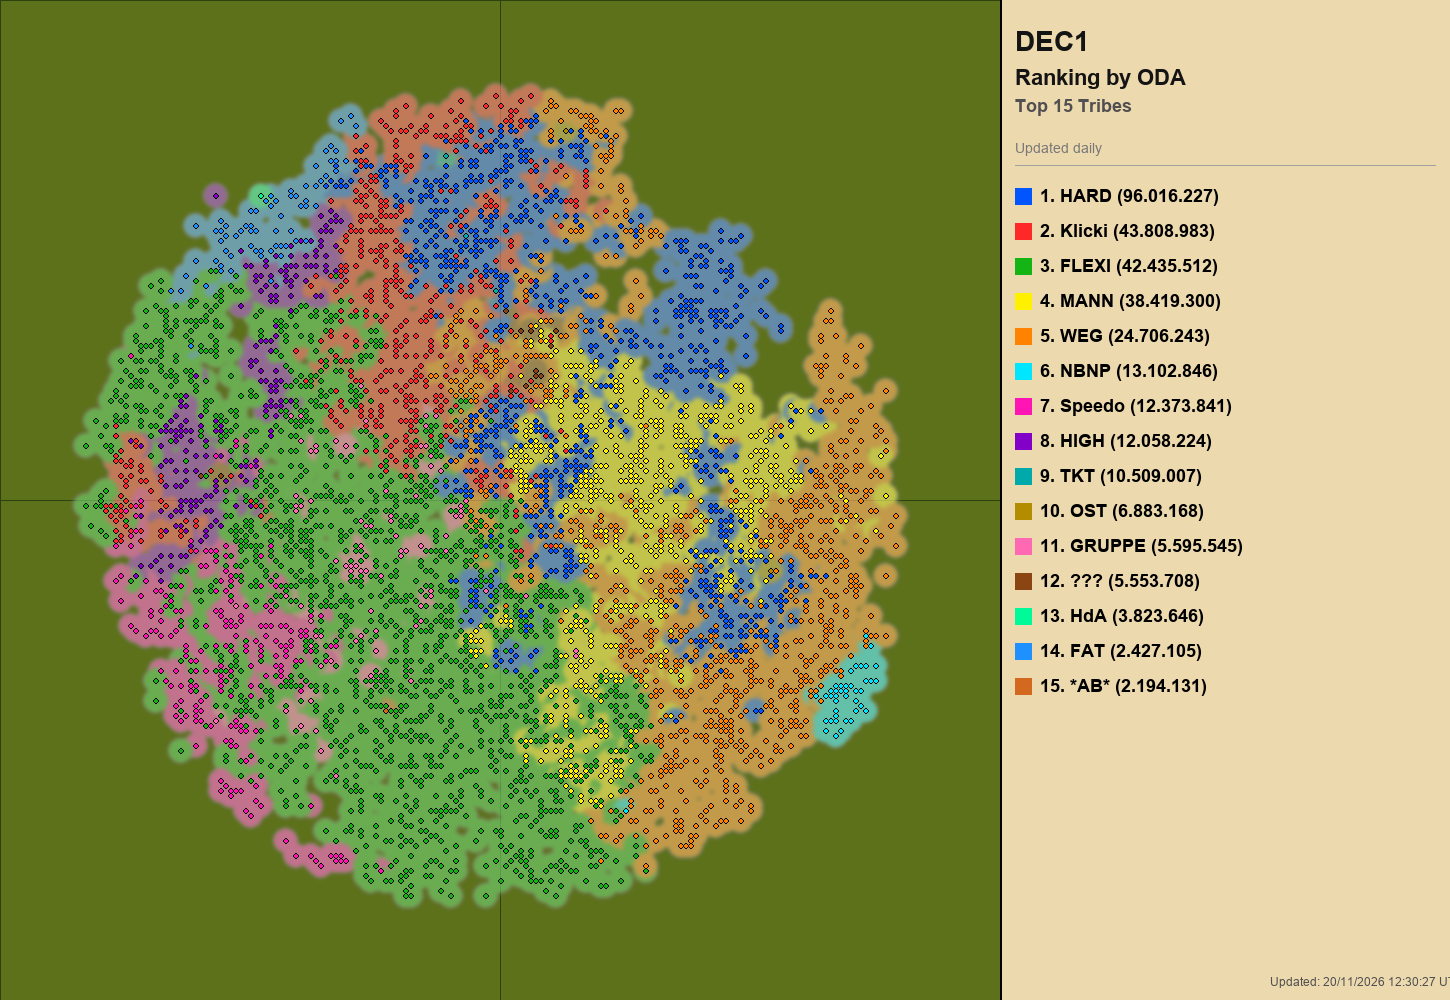 DEC1
Ranking by ODA
Top 15 Tribes
Updated daily
1. HARD (96.016.227)
2. Klicki (43.808.983)
3. FLEXI (42.435.512)
4. MANN (38.419.300)
5. WEG (24.706.243)
6. NBNP (13.102.846)
7. Speedo (12.373.841)
8. HIGH (12.058.224)
9. TKT (10.509.007)
10. OST (6.883.168)
11. GRUPPE (5.595.545)
12. ??? (5.553.708)
13. HdA (3.823.646)
14. FAT (2.427.105)
15. *AB* (2.194.131)
Updated: 20/11/2026 12:30:27 U